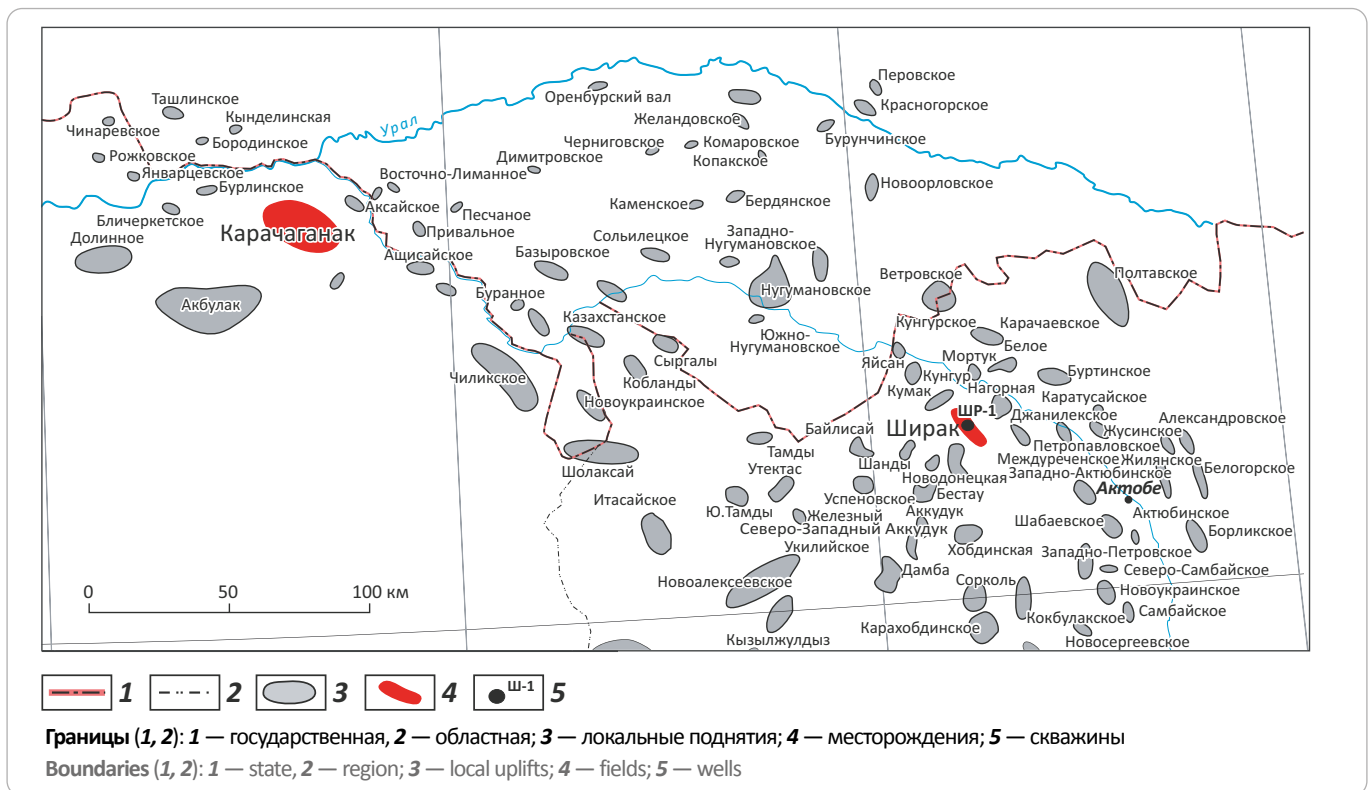 Перовское
Оренбургский вал
Ташлинское
Красногорское
Кынделинская
Желандовское
Урал
Чинаревское
Бородинское
Черниговское
Комаровское
Бурунчинское
Рожковское
Димитровское
Копакское
Январцевское
Восточно-Лиманное
Бурлинское
Новоорловское
Бличеркетское
Аксайское
Песчаное
Каменское
Бердянское
Карачаганак
Привальное
Долинное
Сольилецкое
Западно-
Нугумановское
Ащисайское
Базыровское
Ветровское
Полтавское
Акбулак
Буранное
Нугумановское
Казахстанское
Кунгурское
Карачаевское
Южно-
Нугумановское
Белое
Сыргалы
Яйсан
Мортук
Чиликское
Кобланды
Кунгур
Буртинское
Кумак
Нагорная
Новоукраинское
Каратусайское
ШР-1
Джанилекское
Александровское
Байлисай
Ширак
Жусинское
Тамды
Петропавловское
Шолаксай
Утектас
Шанды
Междуреченское
Жилянское
Новодонецкая
Западно-Актюбинское
Белогорское
Итасайское
Успеновское
Бестау
Актобе
Ю.Тамды
Железный
Аккудук
Актюбинское
Северо-Западный Аккудук
Шабаевское
Борликское
Укилийское
Хобдинская
Западно-Петровское
Новоалексеевское
Дамба
Сорколь
Северо-Самбайское
0 50 100 км
Новоукраинское
Самбайское
Карахобдинское
Кокбулакское
Кызылжулдыз
Новосергеевское
1 2 3 4 Ш-1 5
Границы (1, 2): 1 — государственная, 2 — областная; 3 — локальные поднятия; 4 — месторождения; 5 — скважины
Boundaries (1, 2): 1 — state, 2 — region; 3 — local uplifts; 4 — fields; 5 — wells